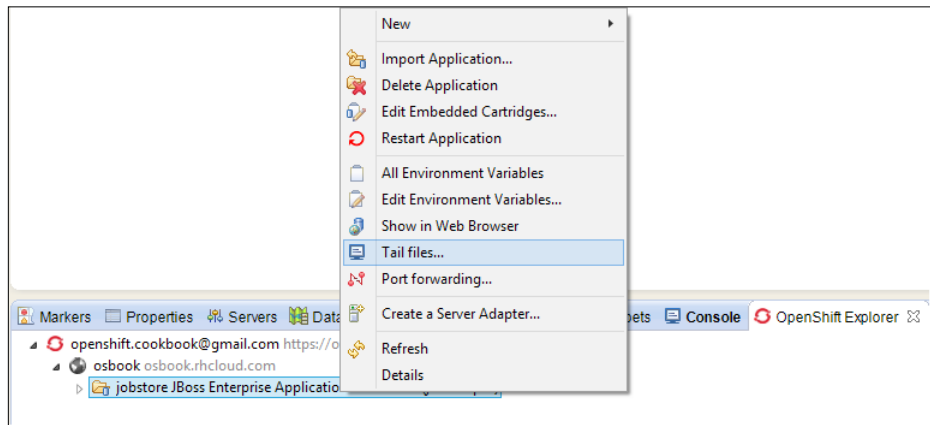 New
Import Application...
Delete Application
Edit Embedded Cartridges...
Restart Application
All Environment Variables
Edit Environment Variables...
Show in Web Browser
Tail files...
Port forwarding...
Create a Server Adapter...
Refresh
Details
Markers Properties Servers Console OpenShift Explorer
openshift.cookbook@gmail.com
osbook osbook.rhcloud.com
jobstore JBoss Enterprise